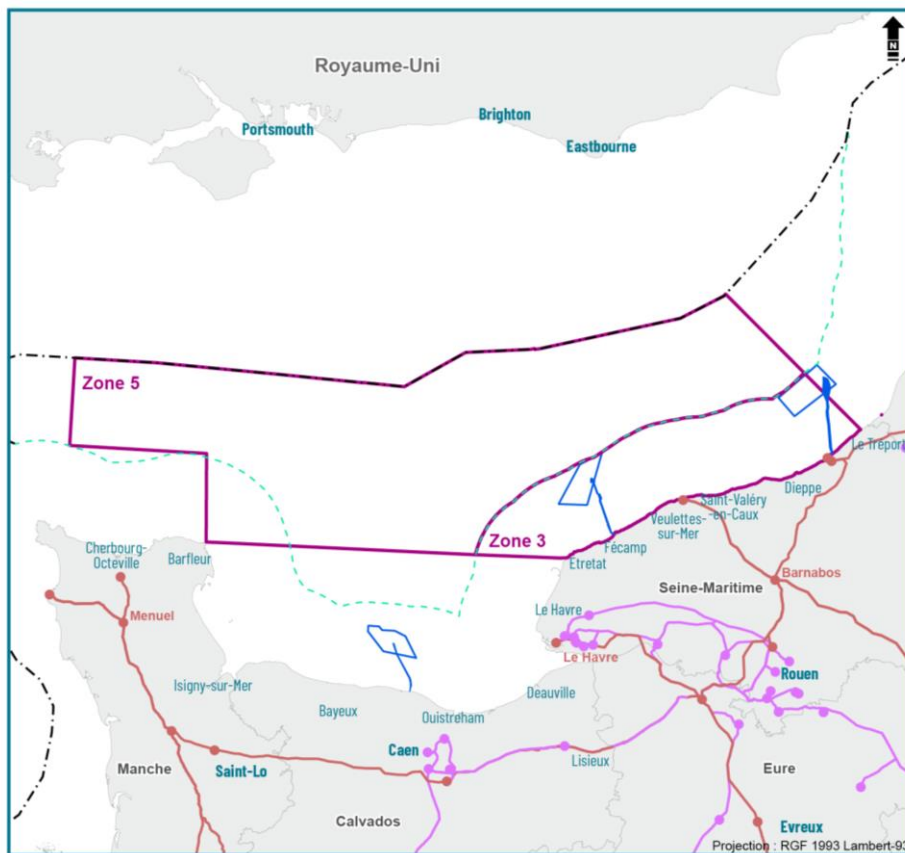 N
Royaume-Uni
Portsmouth
Brighton
Eastbourne
Zone 5
Le Tréport
Dieppe
Saint-Valéry
-en-Caux
Veulettes-
sur-Mer
Zone 3
Fécamp
Etretat
Cherbourg-
Octeville
Barfleur
Barnabos
Seine-Maritime
Le Havre
Menuel
Le Havre
Rouen
Isigny-sur-Mer
Deauville
Bayeux
Ouistreham
Caen
Lisieux
Manche
Saint-Lo
Eure
Calvados
Evreux
Projection : RGF 1993 Lambert-93